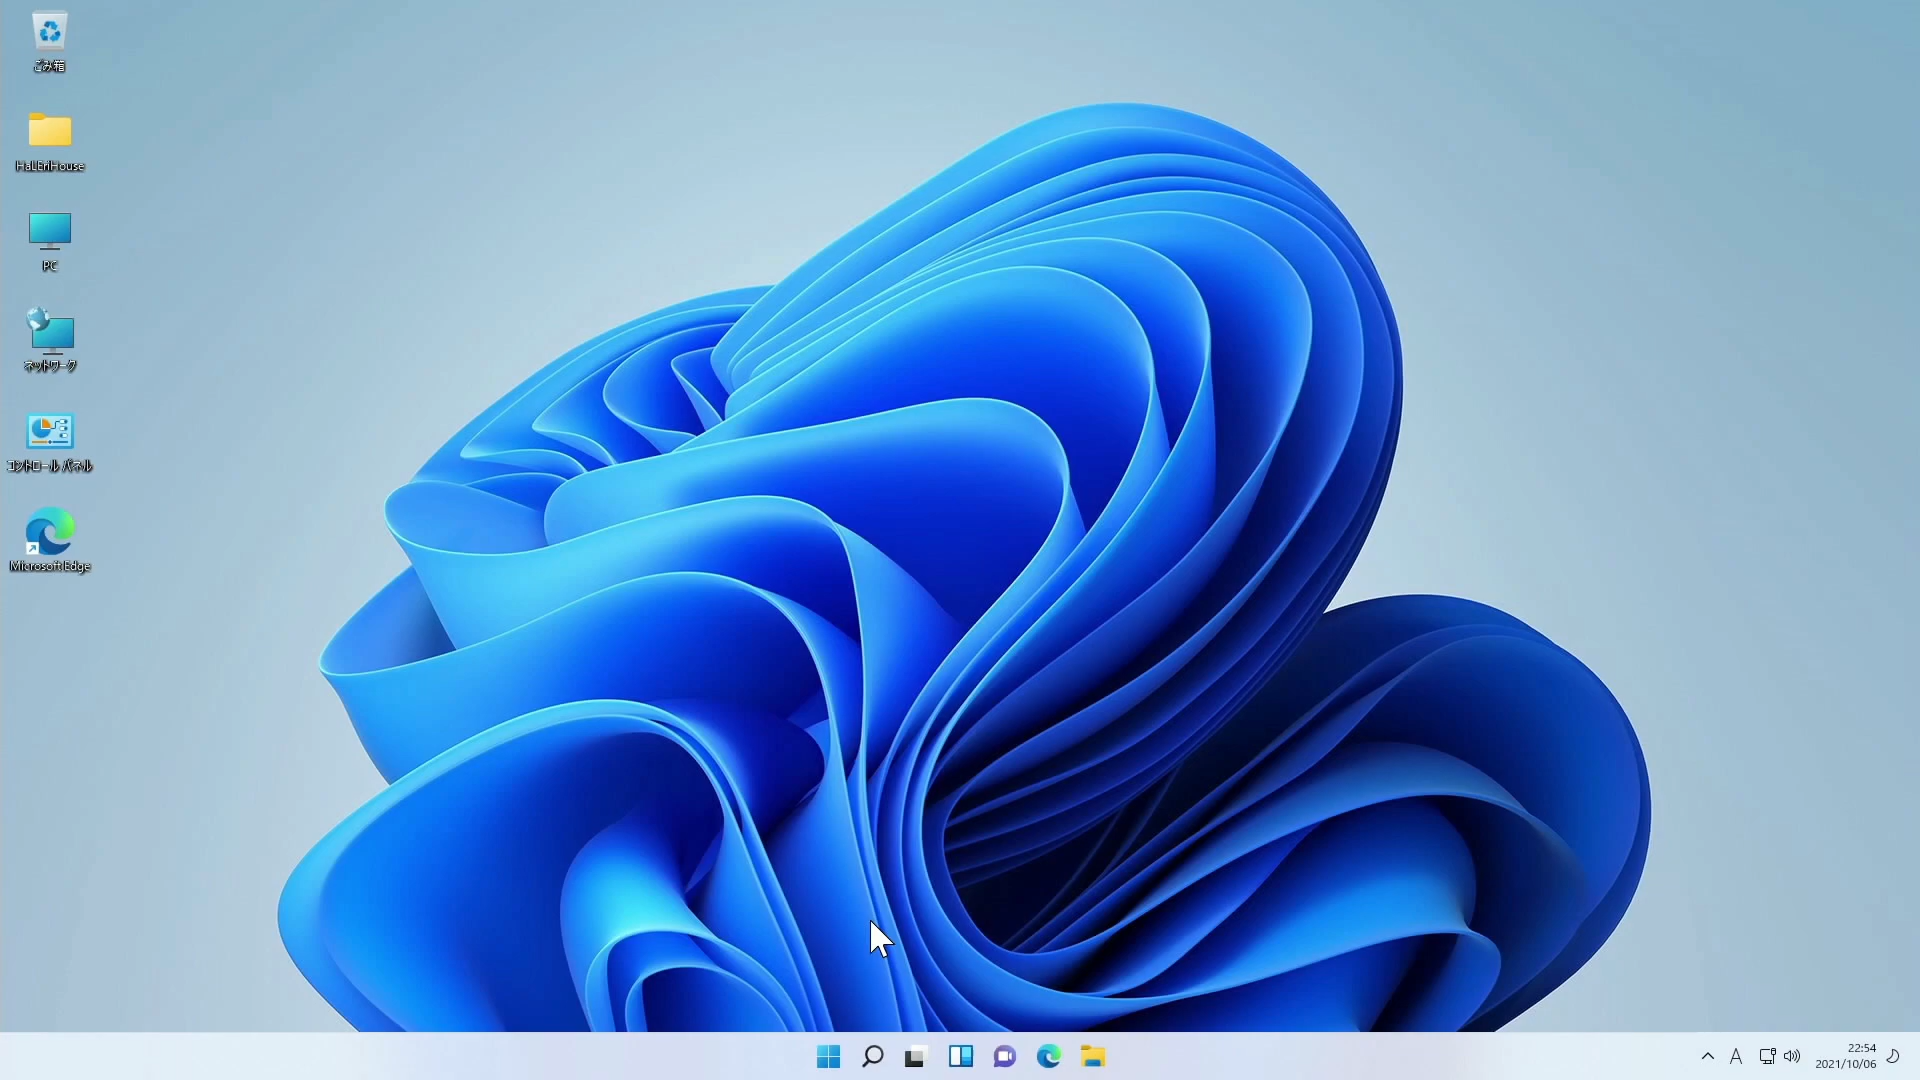 ごみ箱
HaLEriHouse
PC
ネットワーク
コントロール パネル
Microsoft Edge
A
22:54
2021/10/06